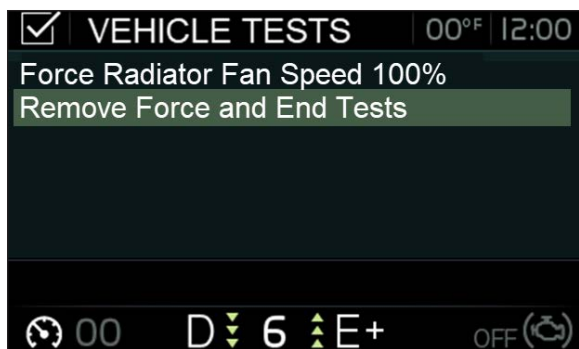 VEHICLE TESTS 00°F 12:00
Force Radiator Fan Speed 100%
Remove Force and End Tests
00 D 6 E+ OFF